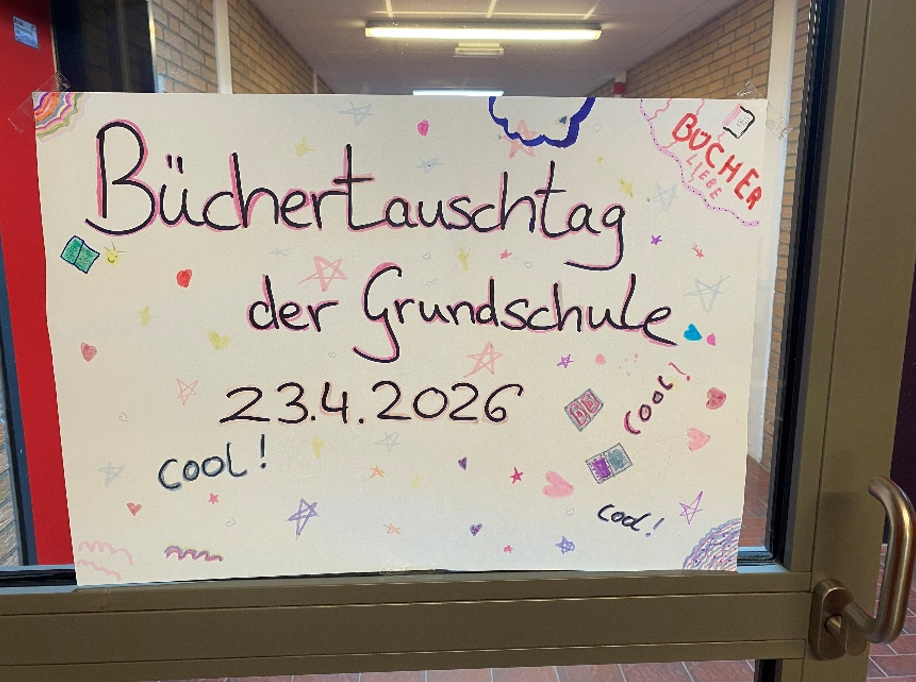 Büchertauschtag
der Grundschule
23.4.2026
BÜCHER
LIEBE
cool!
cool!
cool!